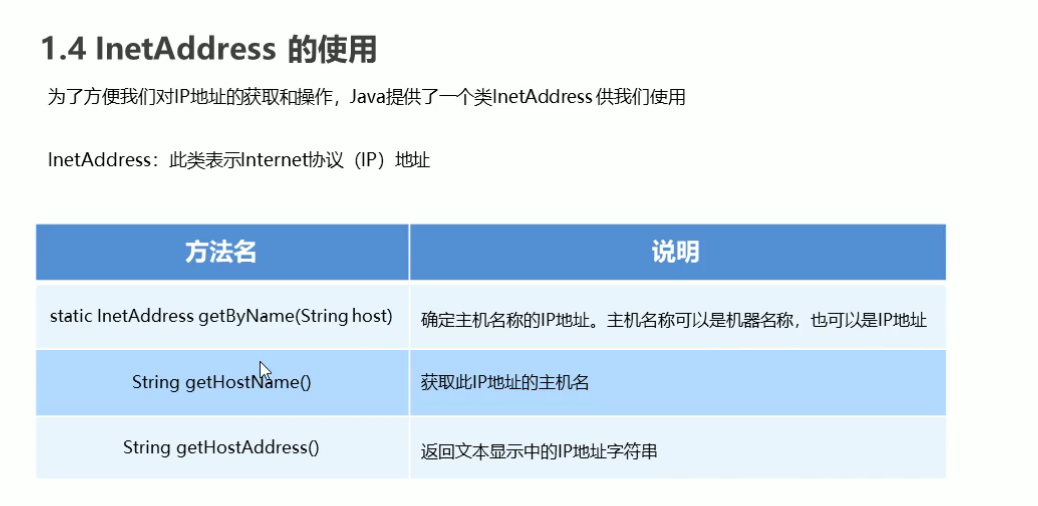 1.4 InetAddress 的使用
为了方便我们对IP地址的获取和操作，Java提供了一个类InetAddress 供我们使用
InetAddress：此类表示Internet协议（IP）地址
方法名 说明
static InetAddress getByName(String host) 确定主机名称的IP地址。主机名称可以是机器名称，也可以是IP地址
String getHostName() 获取此IP地址的主机名
String getHostAddress() 返回文本显示中的IP地址字符串